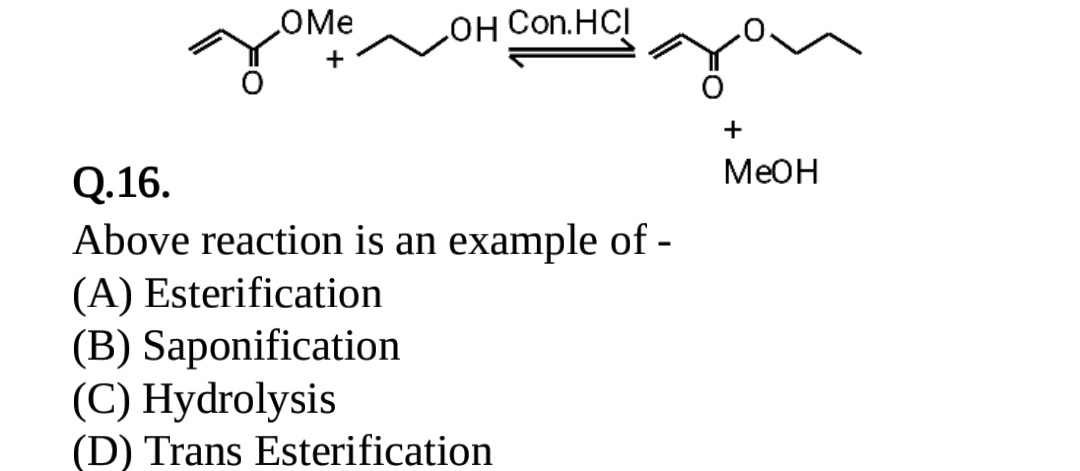 OMe
+
O
OH
Con.HCl
O
O
+
MeOH
Q.16.
Above reaction is an example of -
(A) Esterification
(B) Saponification
(C) Hydrolysis
(D) Trans Esterification